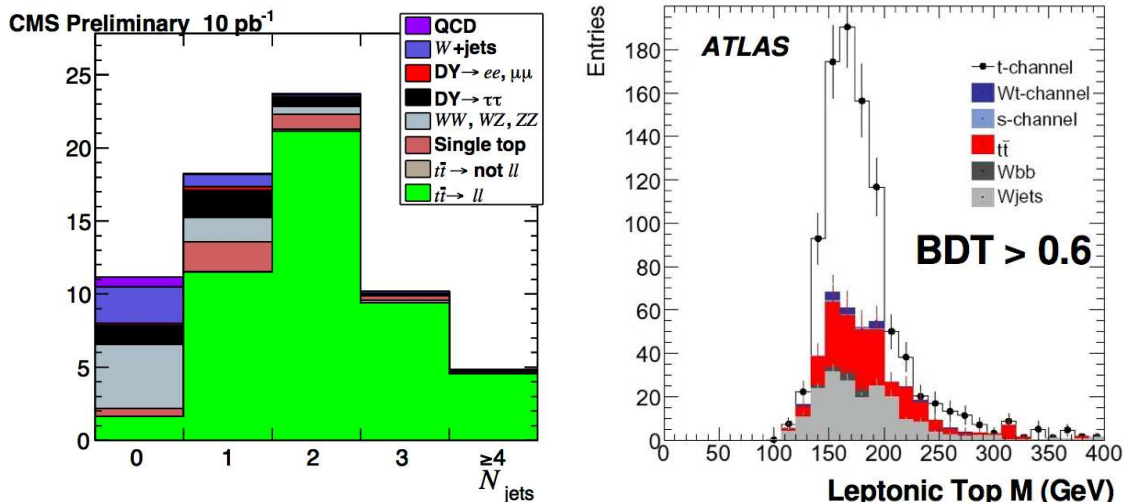 CMS Preliminary 10 pb⁻¹
QCD
W+jets
DY→ ee, μμ
DY→ττ
WW, WZ, ZZ
Single top
tt̄→ not ll
tt̄→ ll
25
20
15
10
5
0
0 1 2 3 ≥4
N jets
Entries
ATLAS
t-channel
Wt-channel
s-channel
tt̄
Wbb
Wjets
BDT > 0.6
180
160
140
120
100
80
60
40
20
0
0 50 100 150 200 250 300 350 400
Leptonic Top M (GeV)